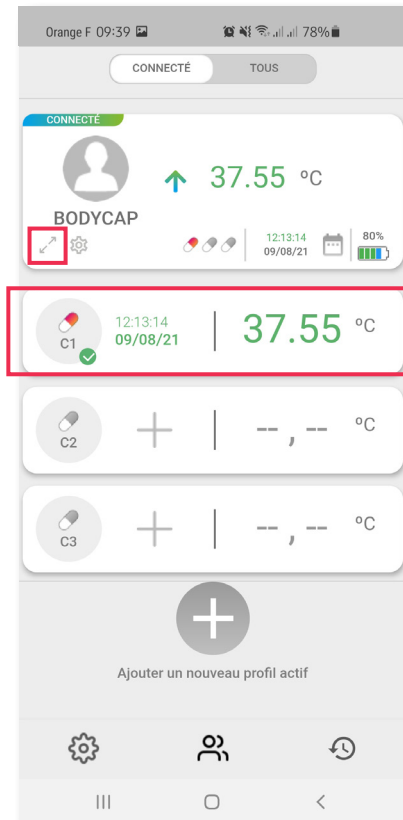 Orange F 09:39 78%
CONNECTÉ TOUS
CONNECTÉ
37.55 ºC
BODYCAP
12:13:14 80%
09/08/21
12:13:14 37.55 ºC
C1 09/08/21
C2 --,-- ºC
C3 --,-- ºC
Ajouter un nouveau profil actif